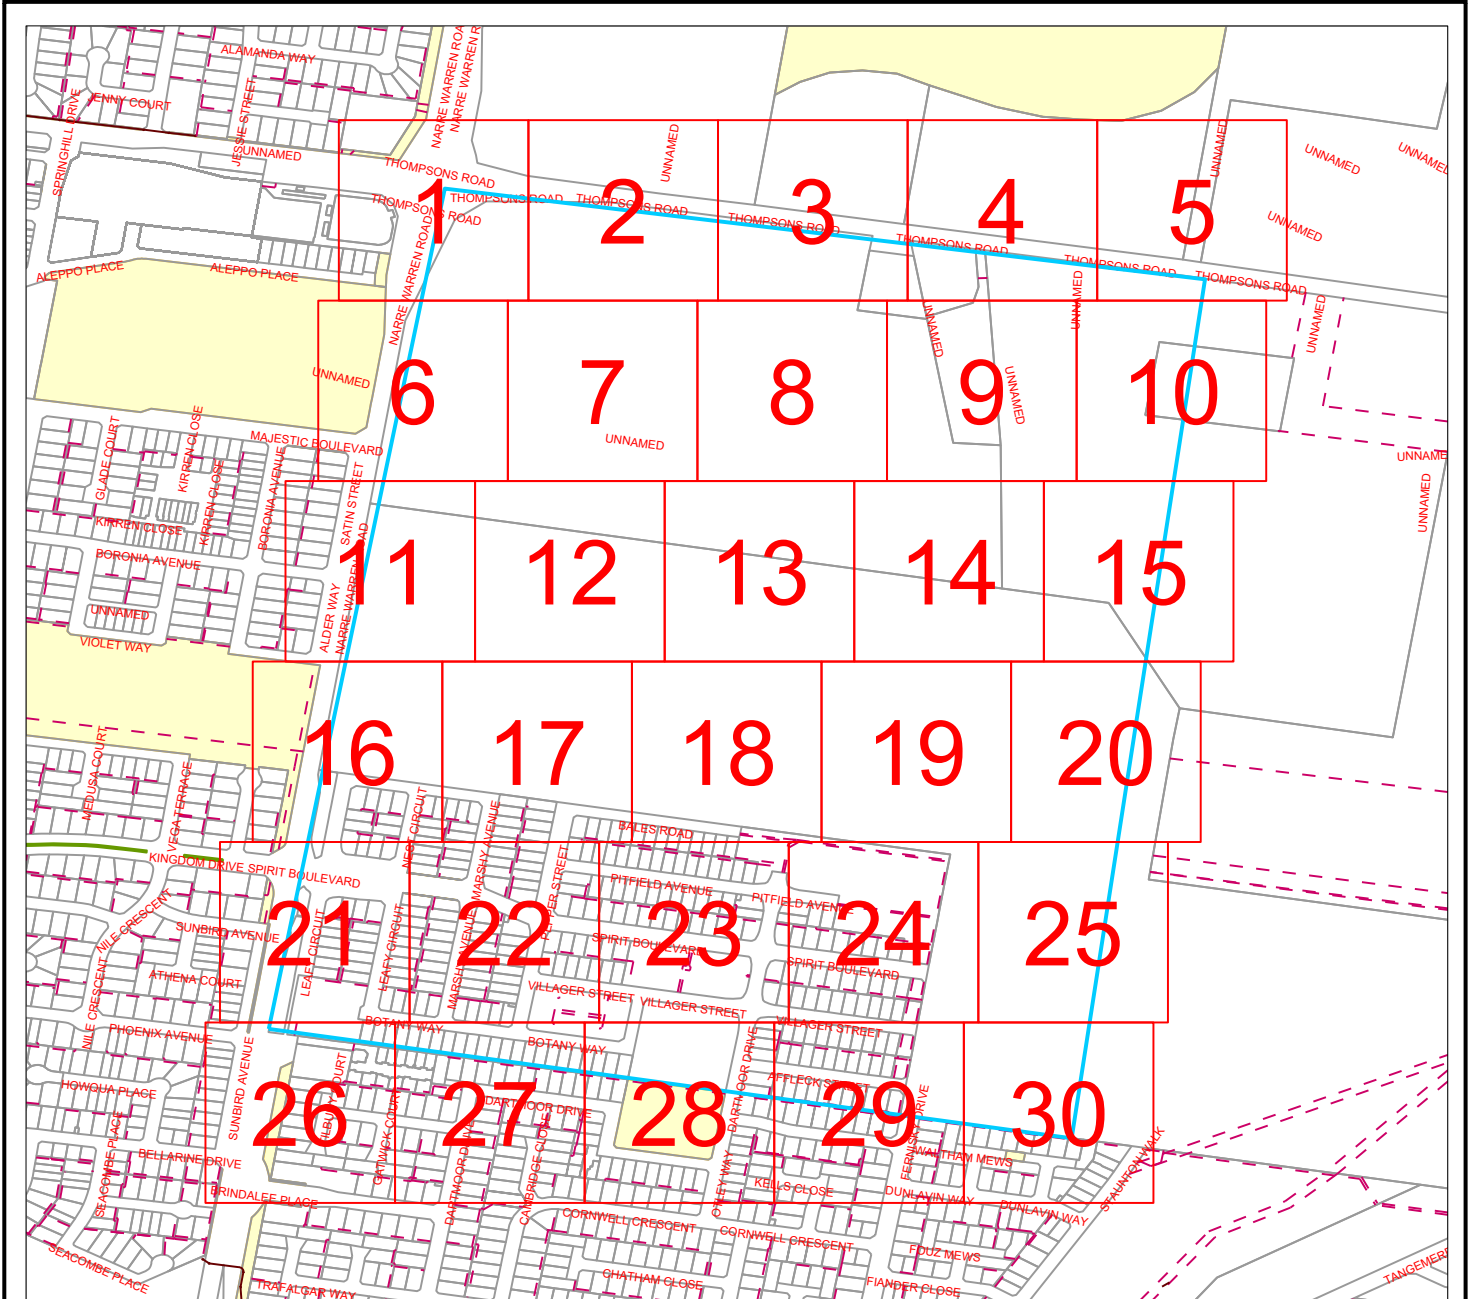 ALAMANDA WAY
NARRE WARREN ROAD
NARRE WARREN R
JENNY COURT
JESSIE STREET
SPRINGHILL DRIVE
UNNAMED
THOMPSONS ROAD
UNNAMED
UNNAMED
UNNAMED
UNNAMED
THOMPSONS ROAD
THOMPSONS ROAD
THOMPSONS ROAD
THOMPSONS ROAD
THOMPSONS ROAD
THOMPSONS ROAD
THOMPSONS ROAD
UNNAMED
1
2
3
4
5
ALEPPO PLACE
ALEPPO PLACE
NARRE WARREN ROAD
UNNAMED
UNNAMED
UNNAMED
UNNAMED
UNNAMED
6
7
8
9
10
UNNAMED
MAJESTIC BOULEVARD
UNNAMED
UNNAME
UNNAMED
GLADE COURT
KIRREN CLOSE
KIRREN CLOSE
KIRREN CLOSE
BORONIA AVENUE
SATIN STREET
BORONIA AVENUE
11
12
13
14
15
ALDER WAY
NARRE WARREN ROAD
UNNAMED
VIOLET WAY
MEDUSA COURT
VEGA TERRACE
16
17
18
19
20
NEST CIRCUIT
MARSHY AVENUE
BALES ROAD
KINGDOM DRIVE
SPIRIT BOULEVARD
PEPPER STREET
PITFIELD AVENUE
PITFIELD AVENUE
NILE CRESCENT
SUNBIRD AVENUE
21
22
23
24
25
LEAFY CIRCUIT
LEAFY CIRCUIT
MARSHY AVENUE
SPIRIT BOULEVARD
SPIRIT BOULEVARD
ATHENA COURT
NILE CRESCENT
VILLAGER STREET
VILLAGER STREET
VILLAGER STREET
PHOENIX AVENUE
BOTANY WAY
BOTANY WAY
HOWQUA PLACE
SUNBIRD AVENUE
DARTMOOR DRIVE
AFFLECK STREET
26
27
28
29
30
GATWICK COURT
DARTMOOR DRIVE
DARTMOOR DRIVE
CAMBRIDGE CLOSE
WALTHAM MEWS
STAUNTON WALK
BELLARINE DRIVE
SEACOMBE PLACE
BRINDALEE PLACE
OTLEY WAY
KELLS CLOSE
DUNLAVIN WAY
DUNLAVIN WAY
CORNWELL CRESCENT
CORNWELL CRESCENT
FOUZ MEWS
SEACOMBE PLACE
TRAFALGAR WAY
CHATHAM CLOSE
FIANDER CLOSE
TANGEMERE